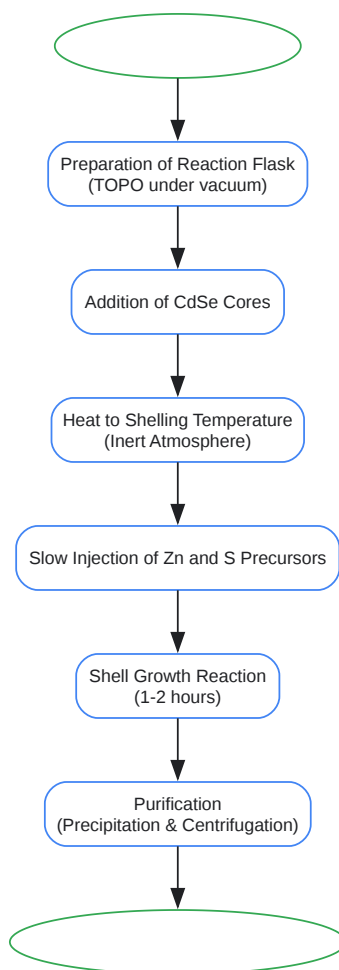 Preparation of Reaction Flask
(TOPO under vacuum)
Addition of CdSe Cores
Heat to Shelling Temperature
(Inert Atmosphere)
Slow Injection of Zn and S Precursors
Shell Growth Reaction
(1-2 hours)
Purification
(Precipitation & Centrifugation)